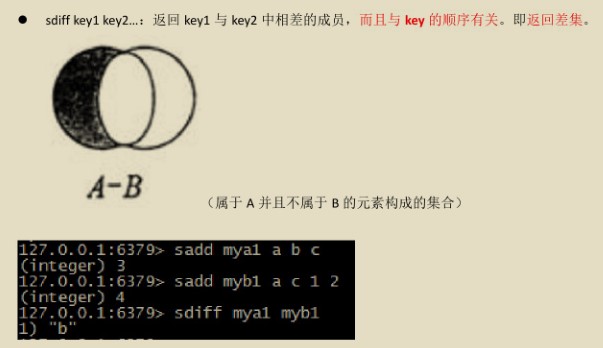 ● sdiff key1 key2...：返回 key1 与 key2 中相差的成员，而且与 key 的顺序有关。即返回差集。
A-B
（属于 A 并且不属于 B 的元素构成的集合）
127.0.0.1:6379> sadd mya1 a b c
(integer) 3
127.0.0.1:6379> sadd myb1 a c 1 2
(integer) 4
127.0.0.1:6379> sdiff mya1 myb1
1) "b"